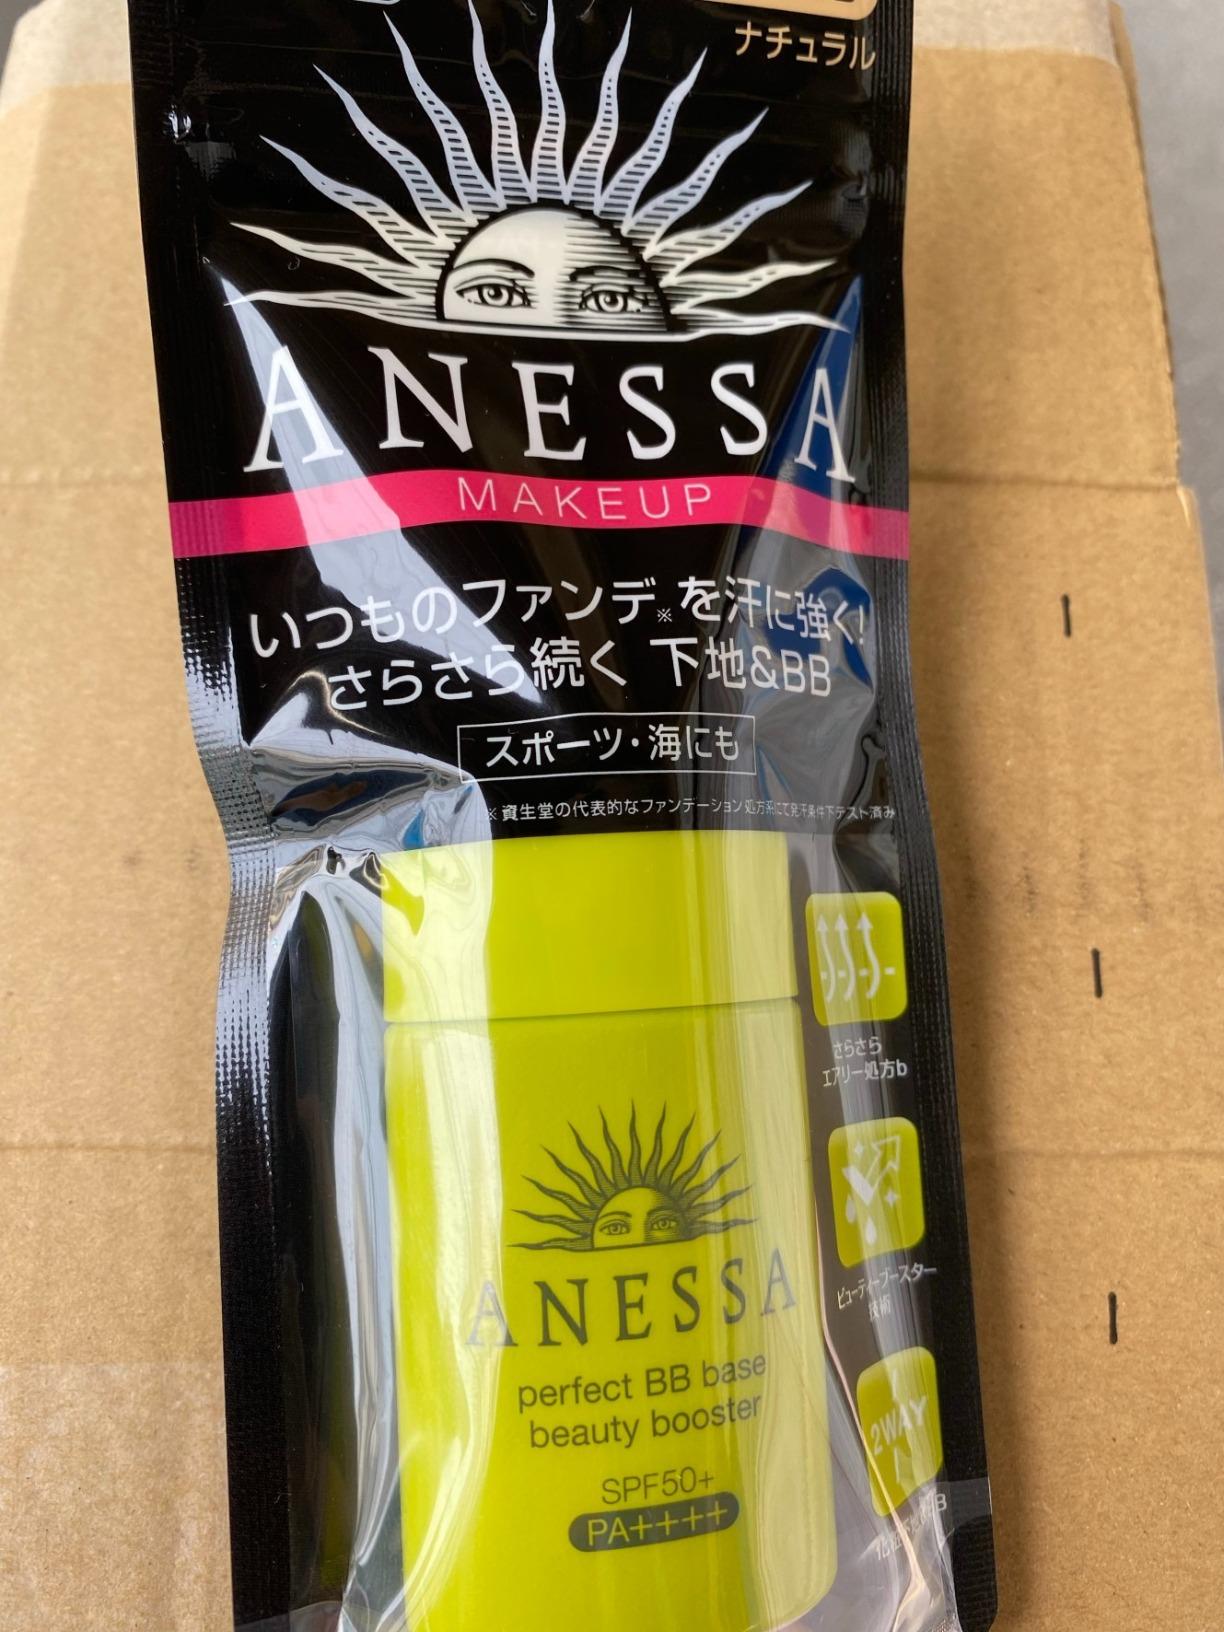 ナチュラル
ANESSA
MAKEUP
いつものファンデ※を汗に強く!
さらさら続く 下地&BB
スポーツ・海にも
※資生堂の代表的なファンデーション処方系にて発汗条件下テスト済み
さらさら
エアリー処方b
ANESSA
perfect BB base
beauty booster
SPF50+
PA++++
ビューティーブースター
技術
2WAY